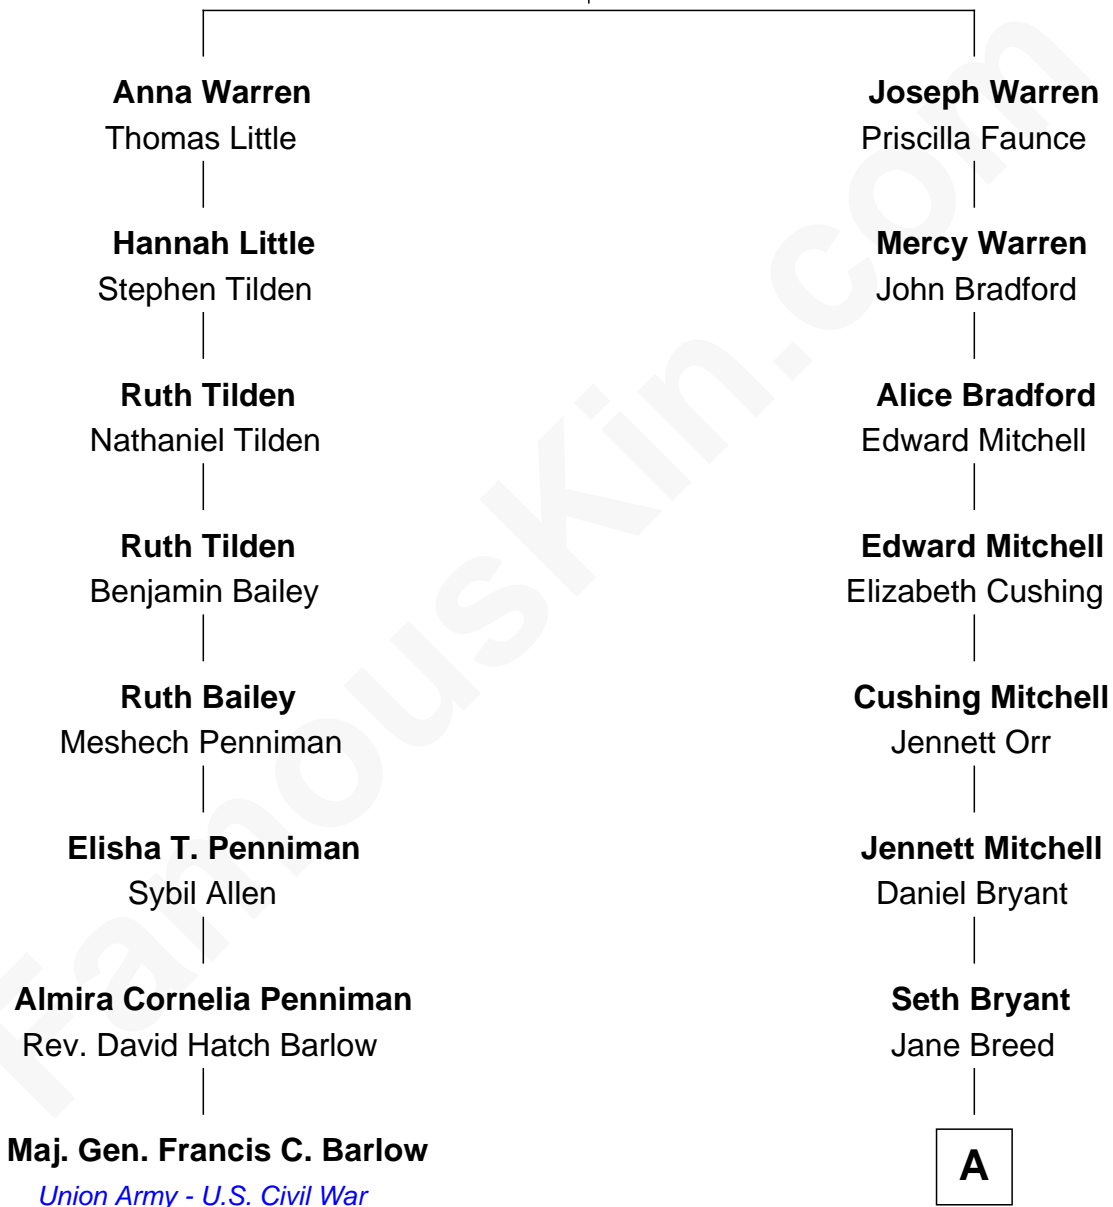 Anna Warren
Thomas Little
Joseph Warren
Priscilla Faunce
Hannah Little
Stephen Tilden
Mercy Warren
John Bradford
Ruth Tilden
Nathaniel Tilden
Alice Bradford
Edward Mitchell
Ruth Tilden
Benjamin Bailey
Edward Mitchell
Elizabeth Cushing
Ruth Bailey
Meshech Penniman
Cushing Mitchell
Jennett Orr
Elisha T. Penniman
Sybil Allen
Jennett Mitchell
Daniel Bryant
Almira Cornelia Penniman
Rev. David Hatch Barlow
Seth Bryant
Jane Breed
Maj. Gen. Francis C. Barlow
Union Army - U.S. Civil War
A
FamousKin.com